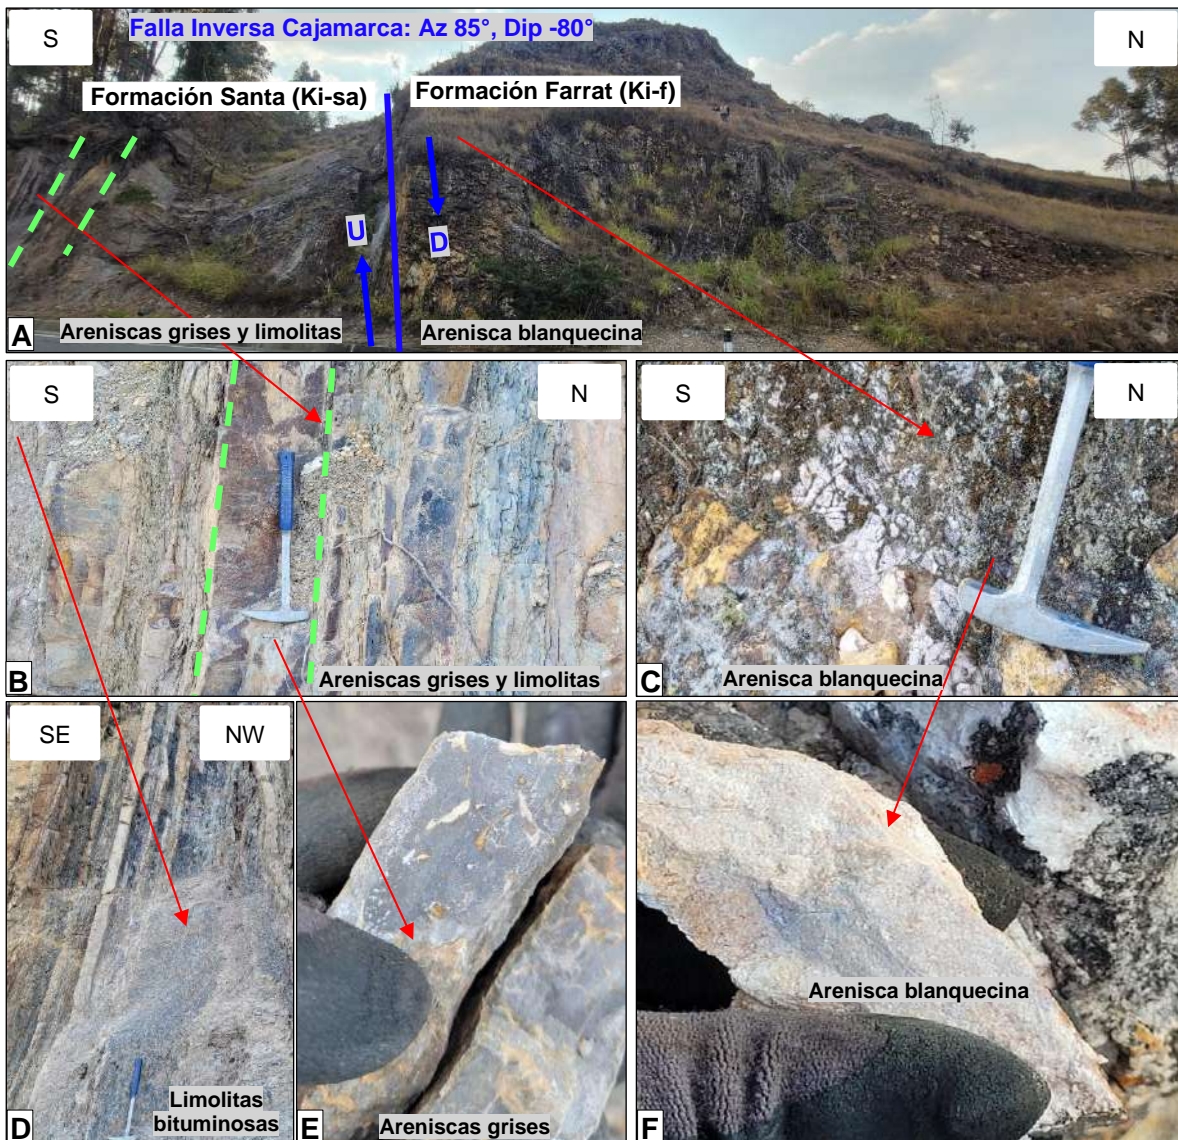 S
Falla Inversa Cajamarca: Az 85°, Dip -80°
N
Formación Santa (Ki-sa)
Formación Farrat (Ki-f)
U
D
A
Areniscas grises y limolitas
Arenisca blanquecina
S
N
B
Areniscas grises y limolitas
S
N
C
Arenisca blanquecina
SE
NW
D
Limolitas
bituminosas
E
Areniscas grises
F
Arenisca blanquecina